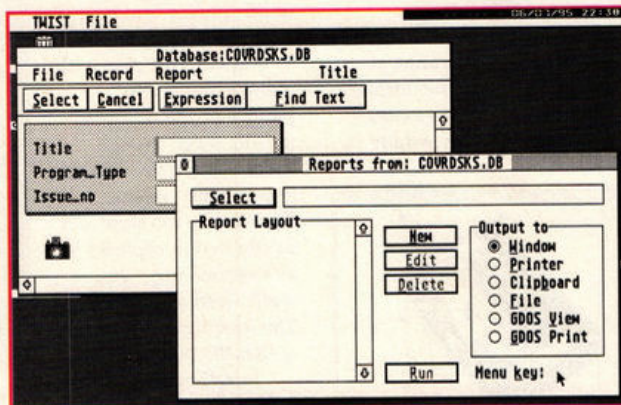 TWIST File
06/03/95 22:30
Database:COVRDSKS.DB
File Record Report Title
Select Cancel Expression Find Text
Title
Program_Type
Issue_no
Reports from: COVRDSKS.DB
Select
Report Layout
New
Edit
Delete
Run
Output to
Window
Printer
Clipboard
File
GDOS View
GDOS Print
Menu key: